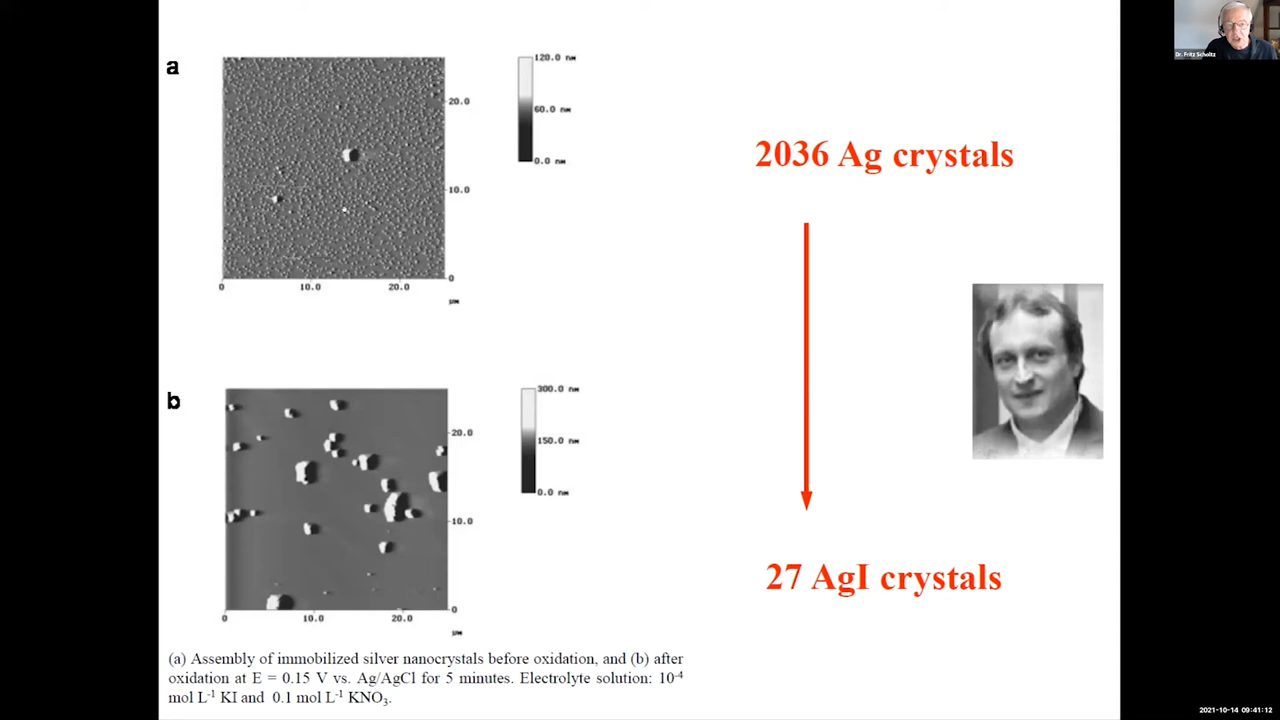 Dr. Fritz Scholtz
a
120.0 nm
60.0 nm
0.0 nm
20.0
10.0
0
0 10.0 20.0
µm
2036 Ag crystals
b
300.0 nm
150.0 nm
0.0 nm
20.0
10.0
0
0 10.0 20.0
µm
27 AgI crystals
(a) Assembly of immobilized silver nanocrystals before oxidation, and (b) after
oxidation at E = 0.15 V vs. Ag/AgCl for 5 minutes. Electrolyte solution: 10⁻⁴
mol L⁻¹ KI and 0.1 mol L⁻¹ KNO₃.
2021-10-14 09:41:12